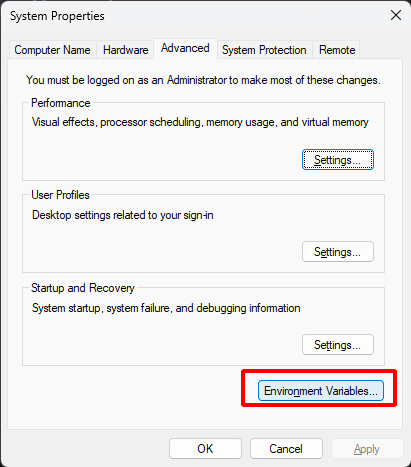 System Properties
Computer Name Hardware Advanced System Protection Remote
You must be logged on as an Administrator to make most of these changes.
Performance
Visual effects, processor scheduling, memory usage, and virtual memory
Settings...
User Profiles
Desktop settings related to your sign-in
Settings...
Startup and Recovery
System startup, system failure, and debugging information
Settings...
Environment Variables...
OK Cancel Apply